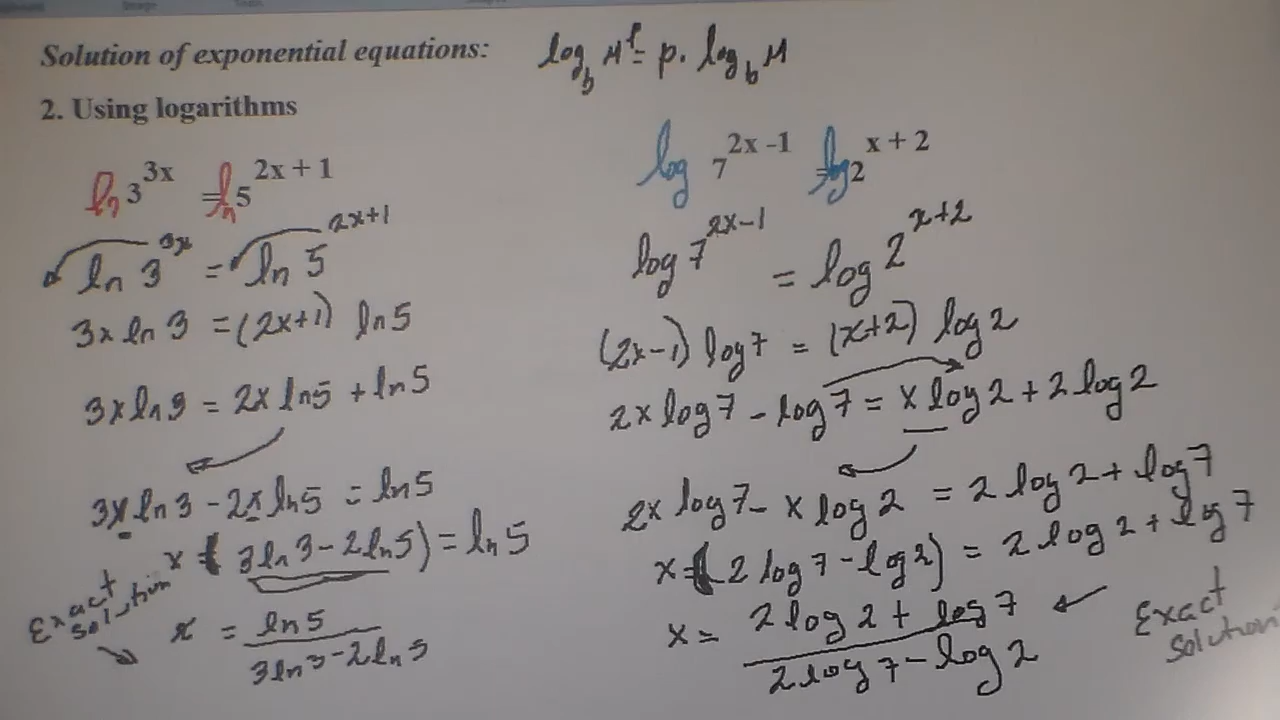 Solution of exponential equations: log_b M^p = p. log_b M
2. Using logarithms
ln 3^3x = ln 5^2x + 1
ln 3^3x = ln 5^2x+1
3x ln 3 = (2x+1) ln 5
3x ln 3 = 2x ln 5 + ln 5
3x ln 3 - 2x ln 5 = ln 5
x (3 ln 3 - 2 ln 5) = ln 5
Exact
solution
x = ln 5
3 ln 3 - 2 ln 5
log 7^2x -1 = log 2^x + 2
log 7^2x-1 = log 2^x+2
(2x-1) log 7 = (x+2) log 2
2x log 7 - log 7 = x log 2 + 2 log 2
2x log 7 - x log 2 = 2 log 2 + log 7
x (2 log 7 - log 2) = 2 log 2 + log 7
x = 2 log 2 + log 7
2 log 7 - log 2
Exact
solution